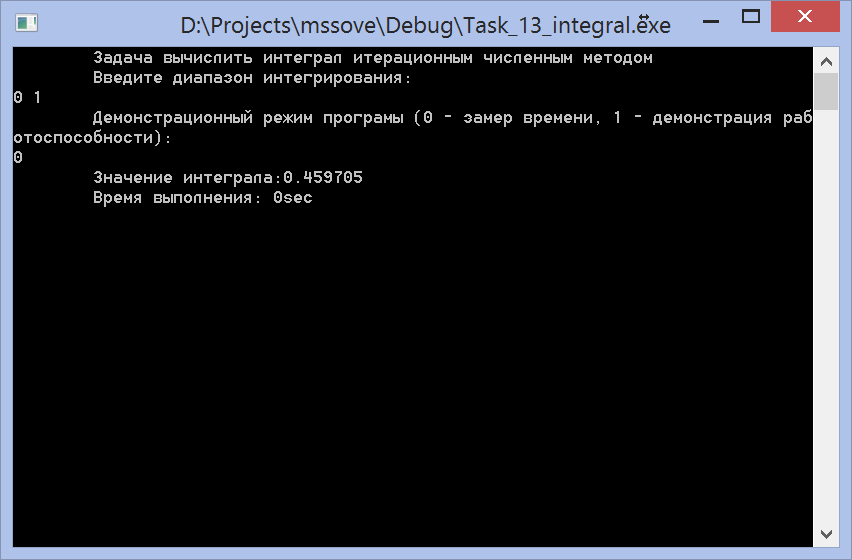 D:\Projects\mssove\Debug\Task_13_integral.exe
Задача вычислить интеграл итерационным численным методом
Введите диапазон интегрирования:
0 1
Демонстрационный режим програмы (0 - замер времени, 1 - демонстрация раб
отоспособности):
0
Значение интеграла:0.459705
Время выполнения: 0sec